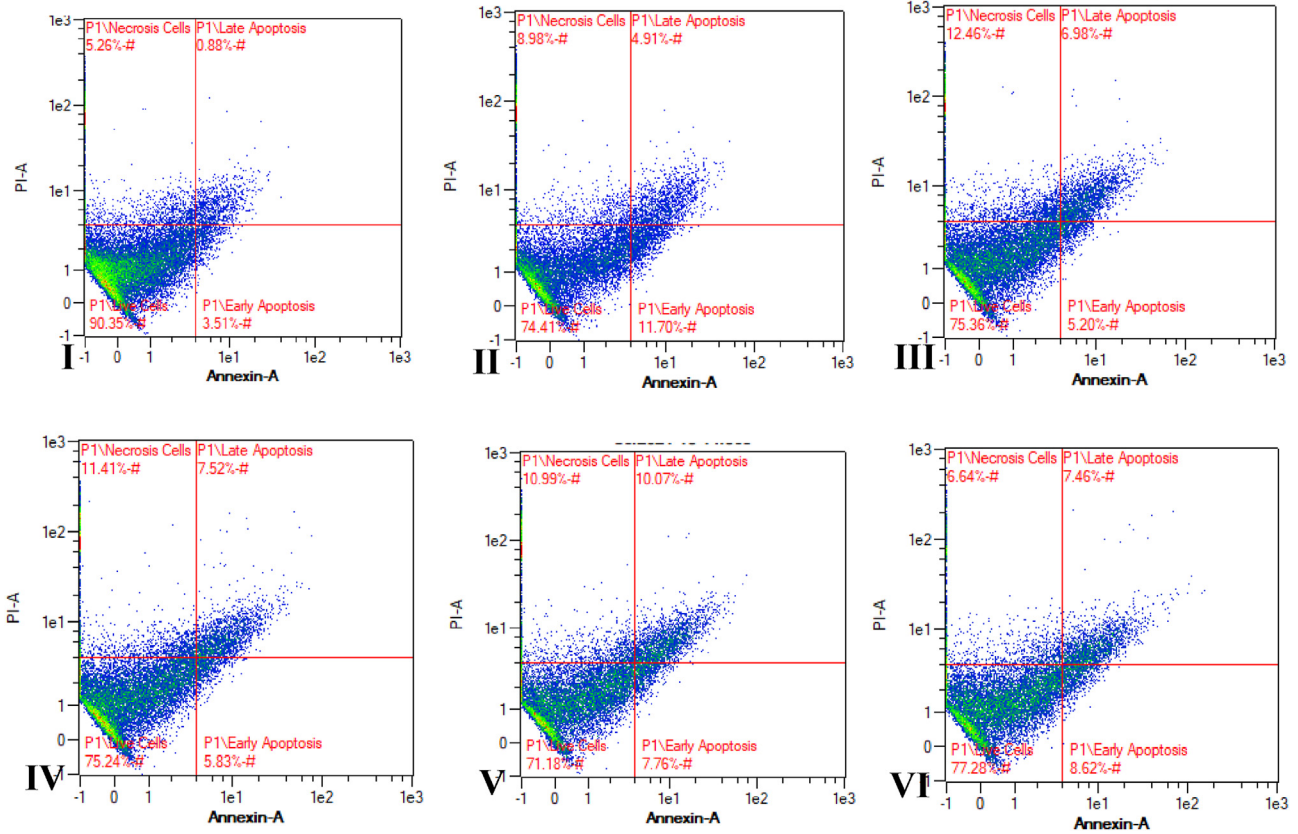 P1\Necrosis Cells P1\Late Apoptosis
5.26%-# 0.88%-#
1e3
1e2
1e1
1
0
-1
PI-A
P1\Live Cells P1\Early Apoptosis
90.35%-# 3.51%-#
-1 0 1 1e1 1e2 1e3
Annexin-A
I
P1\Necrosis Cells P1\Late Apoptosis
8.98%-# 4.91%-#
1e3
1e2
1e1
1
0
-1
PI-A
P1\Live Cells P1\Early Apoptosis
74.41%-# 11.70%-#
-1 0 1 1e1 1e2 1e3
Annexin-A
II
P1\Necrosis Cells P1\Late Apoptosis
12.46%-# 6.98%-#
1e3
1e2
1e1
1
0
-1
PI-A
P1\Live Cells P1\Early Apoptosis
75.36%-# 5.20%-#
-1 0 1 1e1 1e2 1e3
Annexin-A
III
P1\Necrosis Cells P1\Late Apoptosis
11.41%-# 7.52%-#
1e3
1e2
1e1
1
0
-1
PI-A
P1\Live Cells P1\Early Apoptosis
75.24%-# 5.83%-#
-1 0 1 1e1 1e2 1e3
Annexin-A
IV
P1\Necrosis Cells P1\Late Apoptosis
10.99%-# 10.07%-#
1e3
1e2
1e1
1
0
-1
PI-A
P1\Live Cells P1\Early Apoptosis
71.18%-# 7.76%-#
-1 0 1 1e1 1e2 1e3
Annexin-A
V
P1\Necrosis Cells P1\Late Apoptosis
6.64%-# 7.46%-#
1e3
1e2
1e1
1
0
-1
PI-A
P1\Live Cells P1\Early Apoptosis
77.28%-# 8.62%-#
-1 0 1 1e1 1e2 1e3
Annexin-A
VI